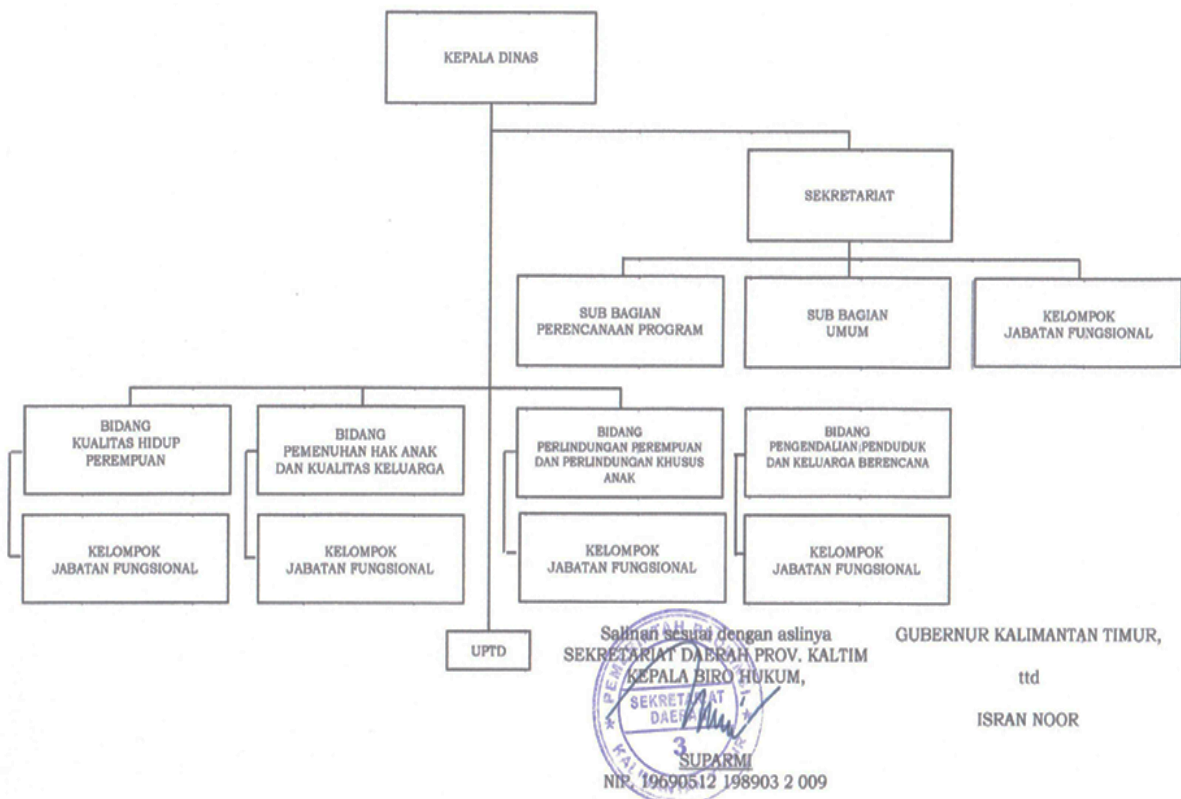 KEPALA DINAS
SEKRETARIAT
SUB BAGIAN
PERENCANAAN PROGRAM
SUB BAGIAN
UMUM
KELOMPOK
JABATAN FUNGSIONAL
BIDANG
KUALITAS HIDUP
PEREMPUAN
BIDANG
PEMENUHAN HAK ANAK
DAN KUALITAS KELUARGA
BIDANG
PERLINDUNGAN PEREMPUAN
DAN PERLINDUNGAN KHUSUS
ANAK
BIDANG
PENGENDALIAN PENDUDUK
DAN KELUARGA BERENCANA
KELOMPOK
JABATAN FUNGSIONAL
KELOMPOK
JABATAN FUNGSIONAL
KELOMPOK
JABATAN FUNGSIONAL
KELOMPOK
JABATAN FUNGSIONAL
UPTD
Salinan sesuai dengan aslinya
SEKRETARIAT DAERAH PROV. KALTIM
KEPALA BIRO HUKUM,
SUPARMI
NIP. 19690512 198903 2 009
GUBERNUR KALIMANTAN TIMUR,
ttd
ISRAN NOOR
SEKRETARIAT
DAERAH
3